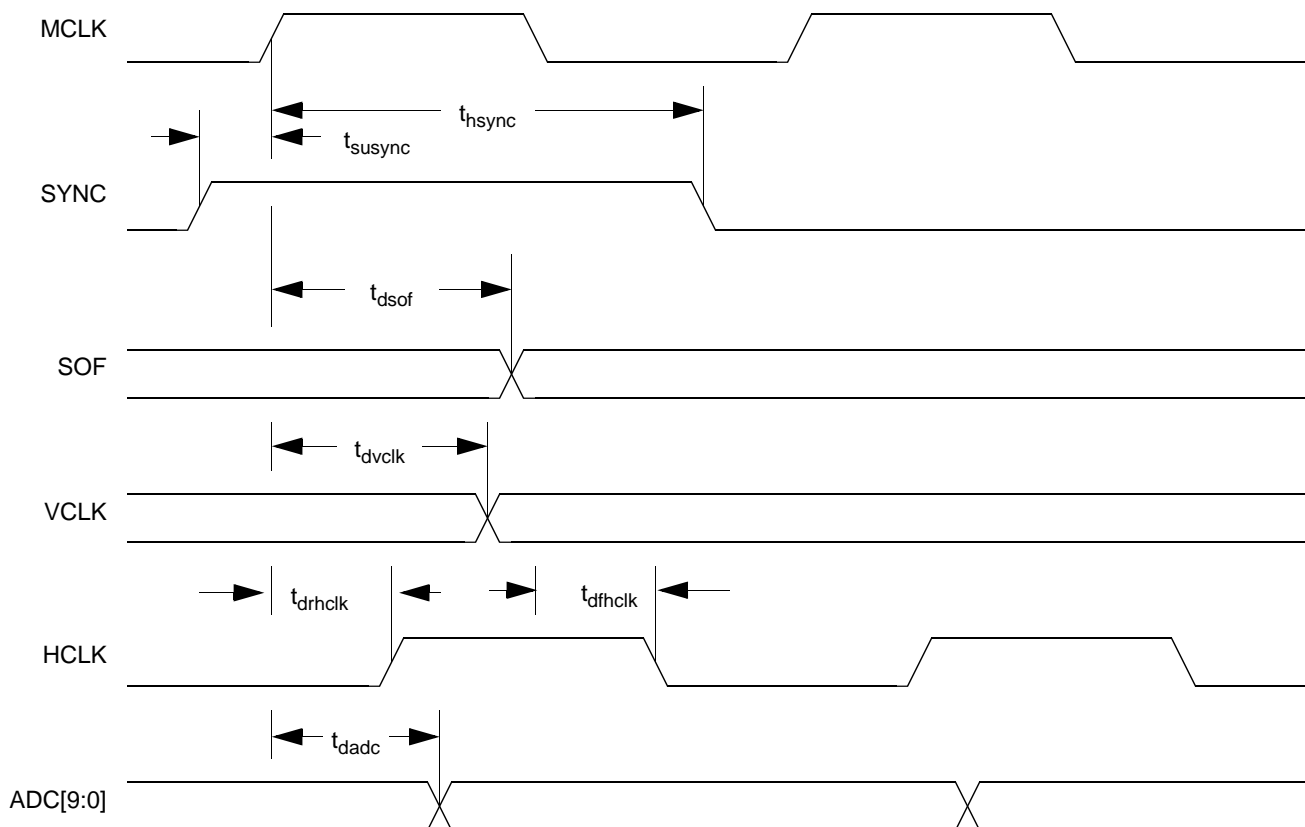 MCLK
thsync
tsusync
SYNC
tdsof
SOF
tdvclk
VCLK
tdrhclk
tdfhclk
HCLK
tdadc
ADC[9:0]